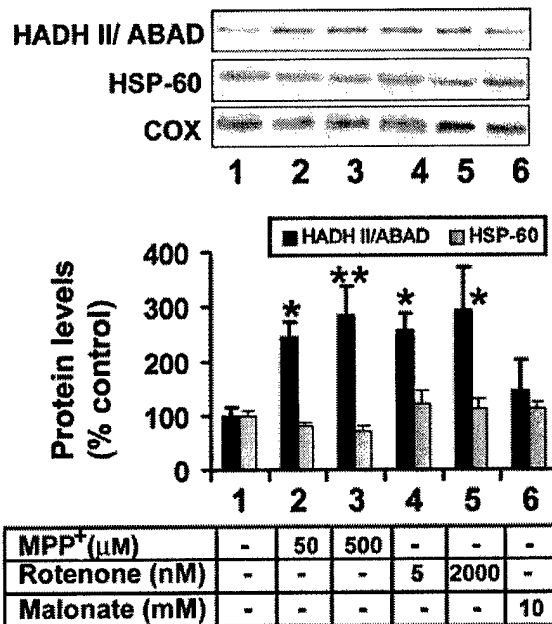 HADH II/ ABAD
HSP-60
COX
1 2 3 4 5 6
HADH II/ABAD HSP-60
Protein levels
(% control)
400
300
200
100
0
* ** * *
1 2 3 4 5 6
MPP+(μM) - 50 500 - - -
Rotenone (nM) - - - 5 2000 -
Malonate (mM) - - - - - 10